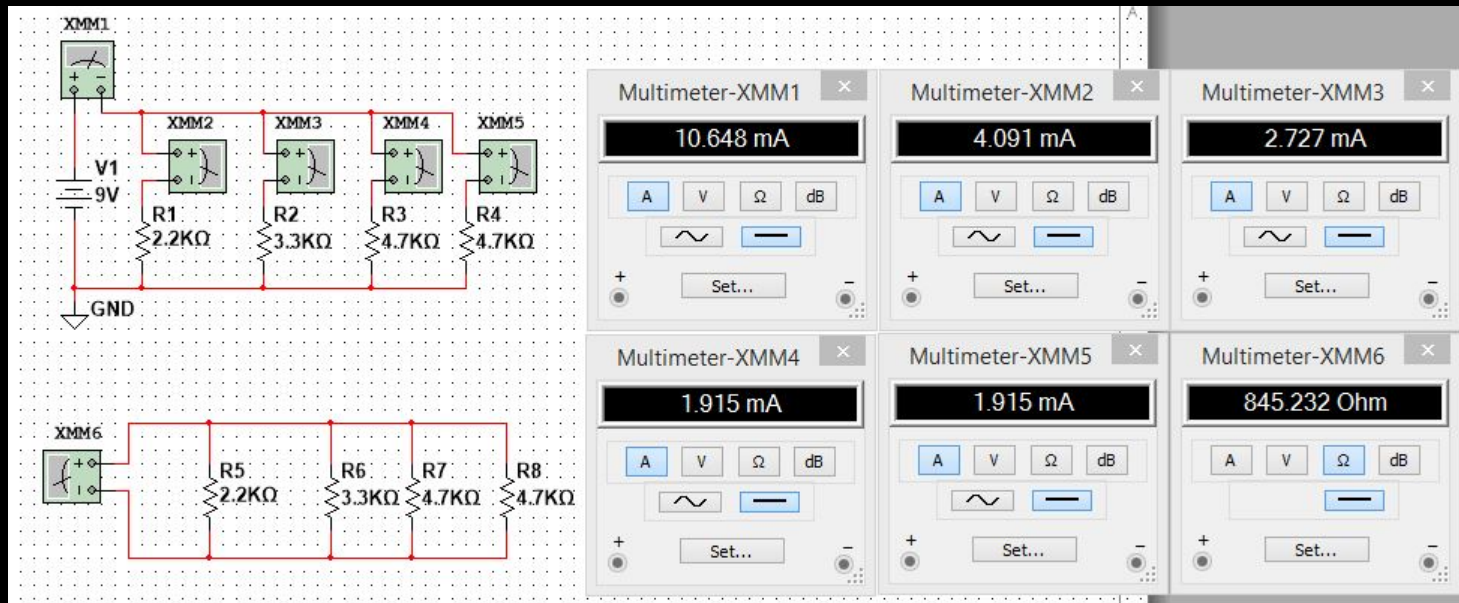 XMM1
XMM2 XMM3 XMM4 XMM5
V1
9V
R1 R2 R3 R4
2.2KΩ 3.3KΩ 4.7KΩ 4.7KΩ
GND
XMM6
R5 R6 R7 R8
2.2KΩ 3.3KΩ 4.7KΩ 4.7KΩ
A
Multimeter-XMM1
10.648 mA
A V Ω dB
Set...
Multimeter-XMM2
4.091 mA
A V Ω dB
Set...
Multimeter-XMM3
2.727 mA
A V Ω dB
Set...
Multimeter-XMM4
1.915 mA
A V Ω dB
Set...
Multimeter-XMM5
1.915 mA
A V Ω dB
Set...
Multimeter-XMM6
845.232 Ohm
A V Ω dB
Set...